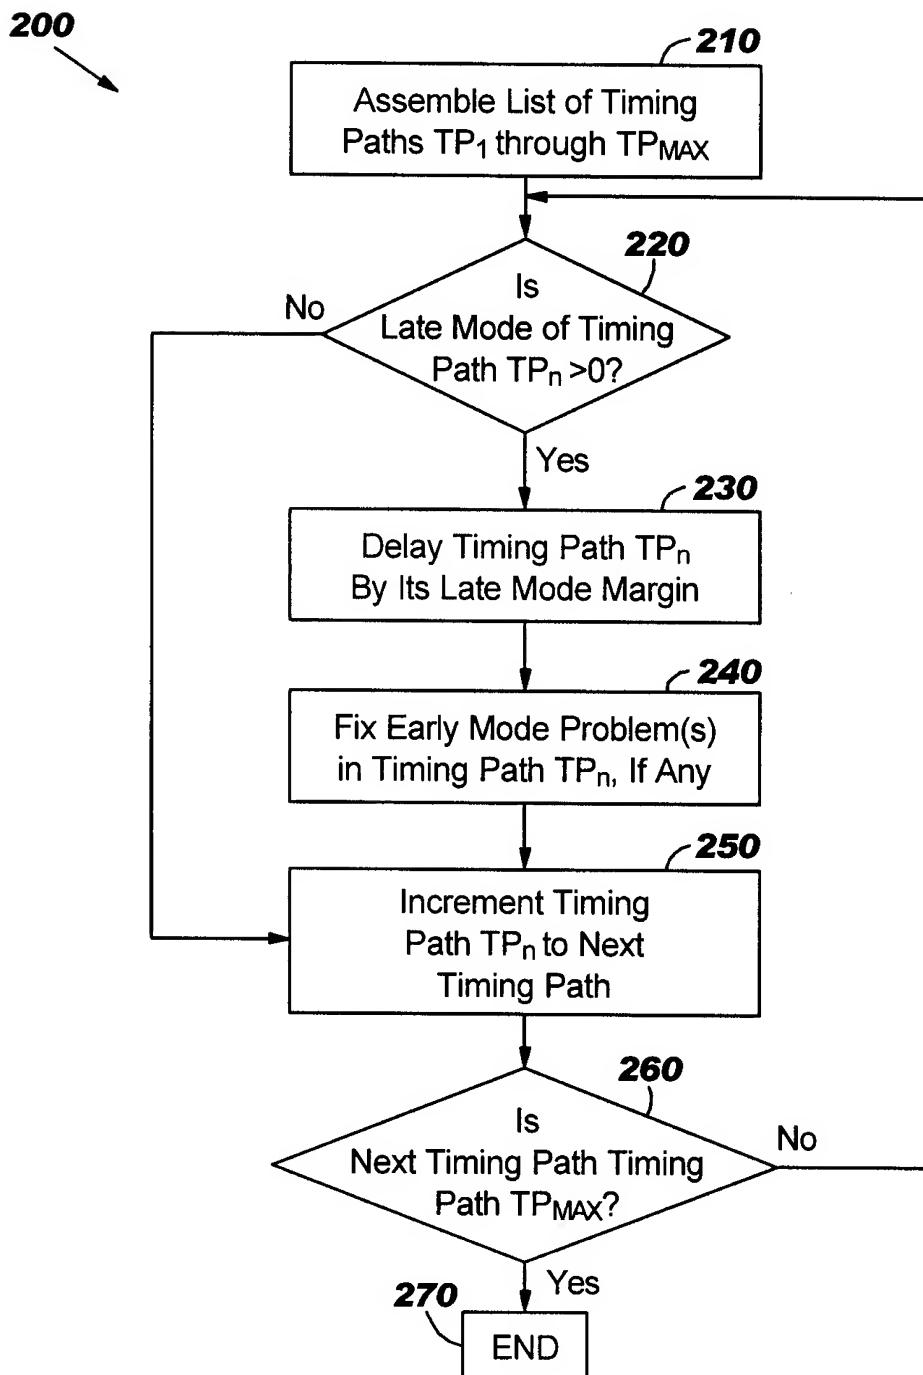 200
210
Assemble List of Timing
Paths TP₁ through TP_MAX
220
Is
Late Mode of Timing
Path TPₙ >0?
No
Yes
230
Delay Timing Path TPₙ
By Its Late Mode Margin
240
Fix Early Mode Problem(s)
in Timing Path TPₙ, If Any
250
Increment Timing
Path TPₙ to Next
Timing Path
260
Is
Next Timing Path Timing
Path TP_MAX?
No
Yes
270
END